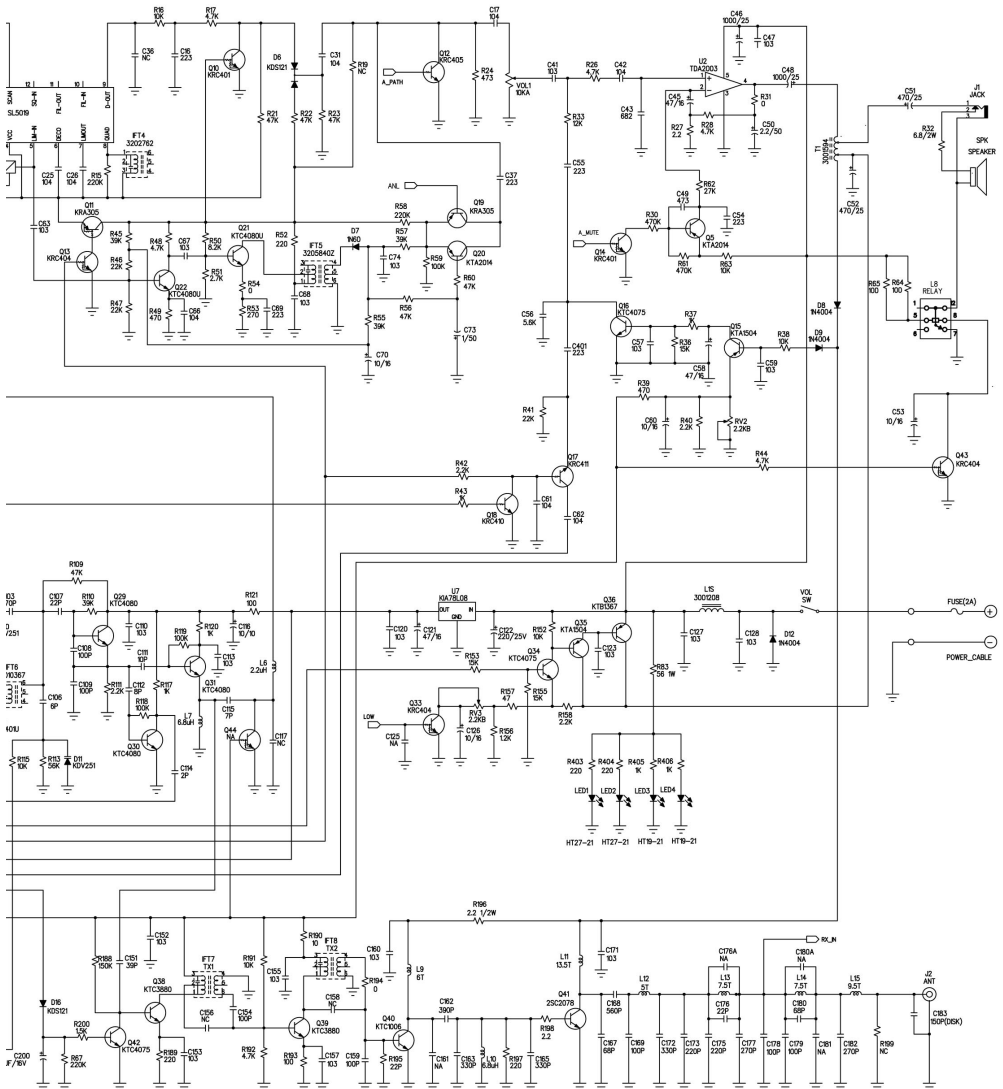 R16
10K
R17
4.7K
C36
NC
C16
223
Q10
KRC401
D6
KDS121
C31
104
R19
NC
A_PATH
Q12
KRC405
R24
473
C17
104
VOL1
10KA
C41
103
R26
4.7K
C42
104
C43
682
U2
TDA2003
C46
1000/25
C47
103
C48
1000/25
C45
47/16
R27
2.2
R28
4.7K
R31
0
C50
2.2/50
C51
470/25
J1
JACK
R32
6.8/2W
SPK
SPEAKER
T1
3001594
C52
470/25
SCAN
SQ-IN
FIL-OUT
FIL-IN
D-OUT
SL5019
VCC
LM-IN
DECO
LMOUT
QUAD
C25
104
C26
104
R15
220K
IFT4
3202762
R21
47K
R22
47K
R23
47K
R33
12K
C55
223
C37
223
ANL
Q19
KRA305
R58
220K
R62
27K
C49
473
R30
470K
C54
223
Q5
KTA2014
A_MUTE
Q14
KRC401
R61
470K
R63
10K
C63
103
Q11
KRA305
Q13
KRC404
R45
39K
R46
22K
R47
22K
R48
4.7K
C67
103
R50
8.2K
Q21
KTC4080U
R51
2.7K
R52
220
IFT5
3205840Z
D7
1N60
R57
39K
C74
103
R59
100K
Q20
KTA2014
R60
47K
Q22
KTC4080U
R49
470
C66
104
R54
0
R53
270
C69
223
C68
103
R55
39K
R56
47K
C70
10/16
C73
1/50
C56
5.6K
Q16
KTC4075
C57
103
R37
1K
R36
15K
C58
47/16
Q15
KTA1504
R38
10K
C59
103
D9
1N4004
D8
1N4004
R65
100
R64
100
L8
RELAY
C401
223
R41
22K
R39
470
C60
10/16
R40
2.2K
RV2
2.2KB
C53
10/16
Q43
KRC404
R44
4.7K
Q17
KRC411
R42
2.2K
R43
1K
Q18
KRC410
C61
104
C62
104
R109
47K
C107
22P
R110
39K
Q29
KTC4080
C110
103
R119
100K
R120
1K
C116
10/10
R121
100
C113
103
L6
2.2uH
C108
100P
C109
100P
R111
2.2K
C111
10P
C112
8P
R117
1K
R118
100K
Q31
KTC4080
L7
6.8uH
C115
7P
Q44
NA
C117
NC
C106
6P
Q30
KTC4080
C114
2P
R115
10K
R113
56K
D11
KDV251
C120
103
C121
47/16
U7
KIA78L08
OUT
IN
GND
C122
220/25V
R152
10K
Q35
KTA1504
C123
103
Q36
KTB1367
Q34
KTC4075
R153
15K
LOW
C125
NA
Q33
KRC404
RV3
2.2KB
C126
10/16
R157
47
R156
1.2K
R155
15K
R158
2.2K
L1S
3001208
C127
103
C128
103
D12
1N4004
VOL
SW
FUSE(2A)
POWER_CABLE
R83
56 1W
R403
220
R404
220
R405
1K
R406
1K
LED1
LED2
LED3
LED4
HT27-21
HT27-21
HT19-21
HT19-21
R196
2.2 1/2W
D16
KDS121
C200
R67
220K
R200
1.5K
Q42
KTC4075
R188
150K
C151
39P
C152
103
Q38
KTC3880
R189
220
C153
103
IFT7
TX1
C156
NC
C154
100P
R191
10K
R192
4.7K
R190
10
C155
103
IFT8
TX2
C160
103
R194
0
Q39
KTC3880
C158
NC
R193
100
C157
103
C159
100P
Q40
KTC1006
R195
22P
L9
6T
C162
390P
C161
NA
C163
330P
L10
6.8uH
R197
220
C165
330P
R198
2.2
Q41
2SC2078
L11
13.5T
C171
103
C168
560P
C167
68P
C169
100P
L12
5T
C172
330P
C173
220P
C176A
NA
L13
7.5T
C176
22P
C175
220P
C177
270P
RX_IN
C178
100P
C180A
NA
L14
7.5T
C180
68P
C179
100P
C181
NA
L15
9.5T
C182
270P
R199
NC
J2
ANT
C183
150P(DISK)